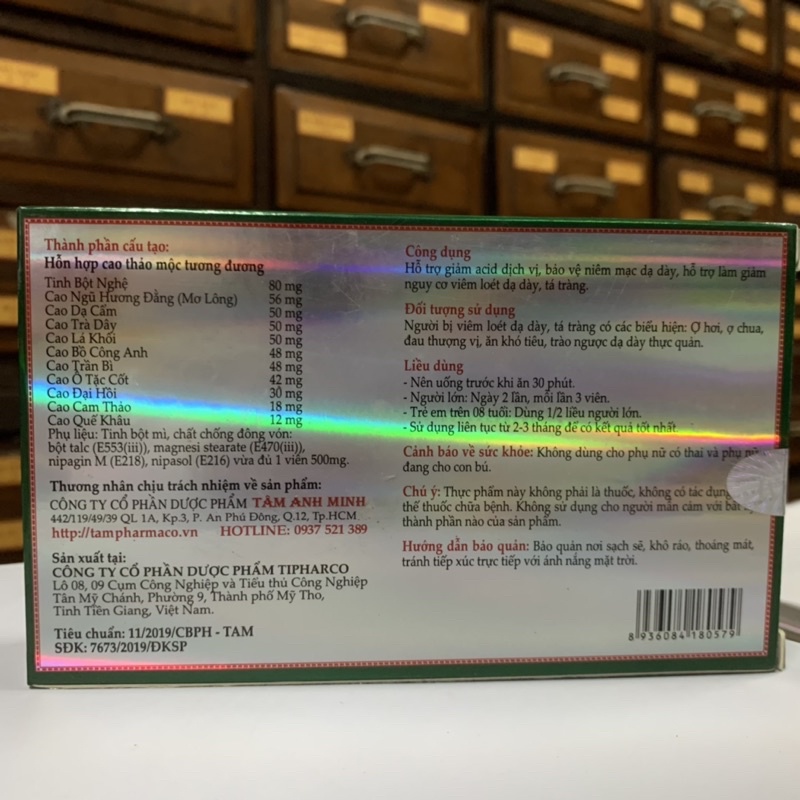 Thành phần cấu tạo:
Hỗn hợp cao thảo mộc tương đương
Tinh Bột Nghệ 80 mg
Cao Ngũ Hương Đằng (Mơ Lông) 56 mg
Cao Dạ Cẩm 50 mg
Cao Trà Dây 50 mg
Cao Lá Khôi 50 mg
Cao Bồ Công Anh 48 mg
Cao Trần Bì 48 mg
Cao Ô Tặc Cốt 42 mg
Cao Đại Hồi 30 mg
Cao Cam Thảo 18 mg
Cao Quế Khâu 12 mg
Phụ liệu: Tinh bột mì, chất chống đông vón:
bột talc (E553(iii)), magnesi stearate (E470(iii)),
nipagin M (E218), nipasol (E216) vừa đủ 1 viên 500mg.
Thương nhân chịu trách nhiệm về sản phẩm:
CÔNG TY CỔ PHẦN DƯỢC PHẨM TÂM ANH MINH
442/119/49/39 QL 1A, Kp.3, P. An Phú Đông, Q.12, Tp.HCM
http://tampharmaco.vn HOTLINE: 0937 521 389
Sản xuất tại:
CÔNG TY CỔ PHẦN DƯỢC PHẨM TIPHARCO
Lô 08, 09 Cụm Công Nghiệp và Tiểu thủ Công Nghiệp
Tân Mỹ Chánh, Phường 9, Thành phố Mỹ Tho,
Tỉnh Tiền Giang, Việt Nam.
Tiêu chuẩn: 11/2019/CBPH - TAM
SĐK: 7673/2019/ĐKSP
Công dụng
Hỗ trợ giảm acid dịch vị, bảo vệ niêm mạc dạ dày, hỗ trợ làm giảm
nguy cơ viêm loét dạ dày, tá tràng.
Đối tượng sử dụng
Người bị viêm loét dạ dày, tá tràng có các biểu hiện: Ợ hơi, ợ chua,
đau thượng vị, ăn khó tiêu, trào ngược dạ dày thực quản.
Liều dùng
- Nên uống trước khi ăn 30 phút.
- Người lớn: Ngày 2 lần, mỗi lần 3 viên.
- Trẻ em trên 08 tuổi: Dùng 1/2 liều người lớn.
- Sử dụng liên tục từ 2-3 tháng để có kết quả tốt nhất
Cảnh báo về sức khỏe: Không dùng cho phụ nữ có thai và phụ nữ
đang cho con bú.
Chú ý: Thực phẩm này không phải là thuốc, không có tác dụng
thế thuốc chữa bệnh. Không sử dụng cho người mẫn cảm với bất
thành phần nào của sản phẩm.
Hướng dẫn bảo quản: Bảo quản nơi sạch sẽ, khô ráo, thoáng mát,
tránh tiếp xúc trực tiếp với ánh nắng mặt trời.
8 936084 180579